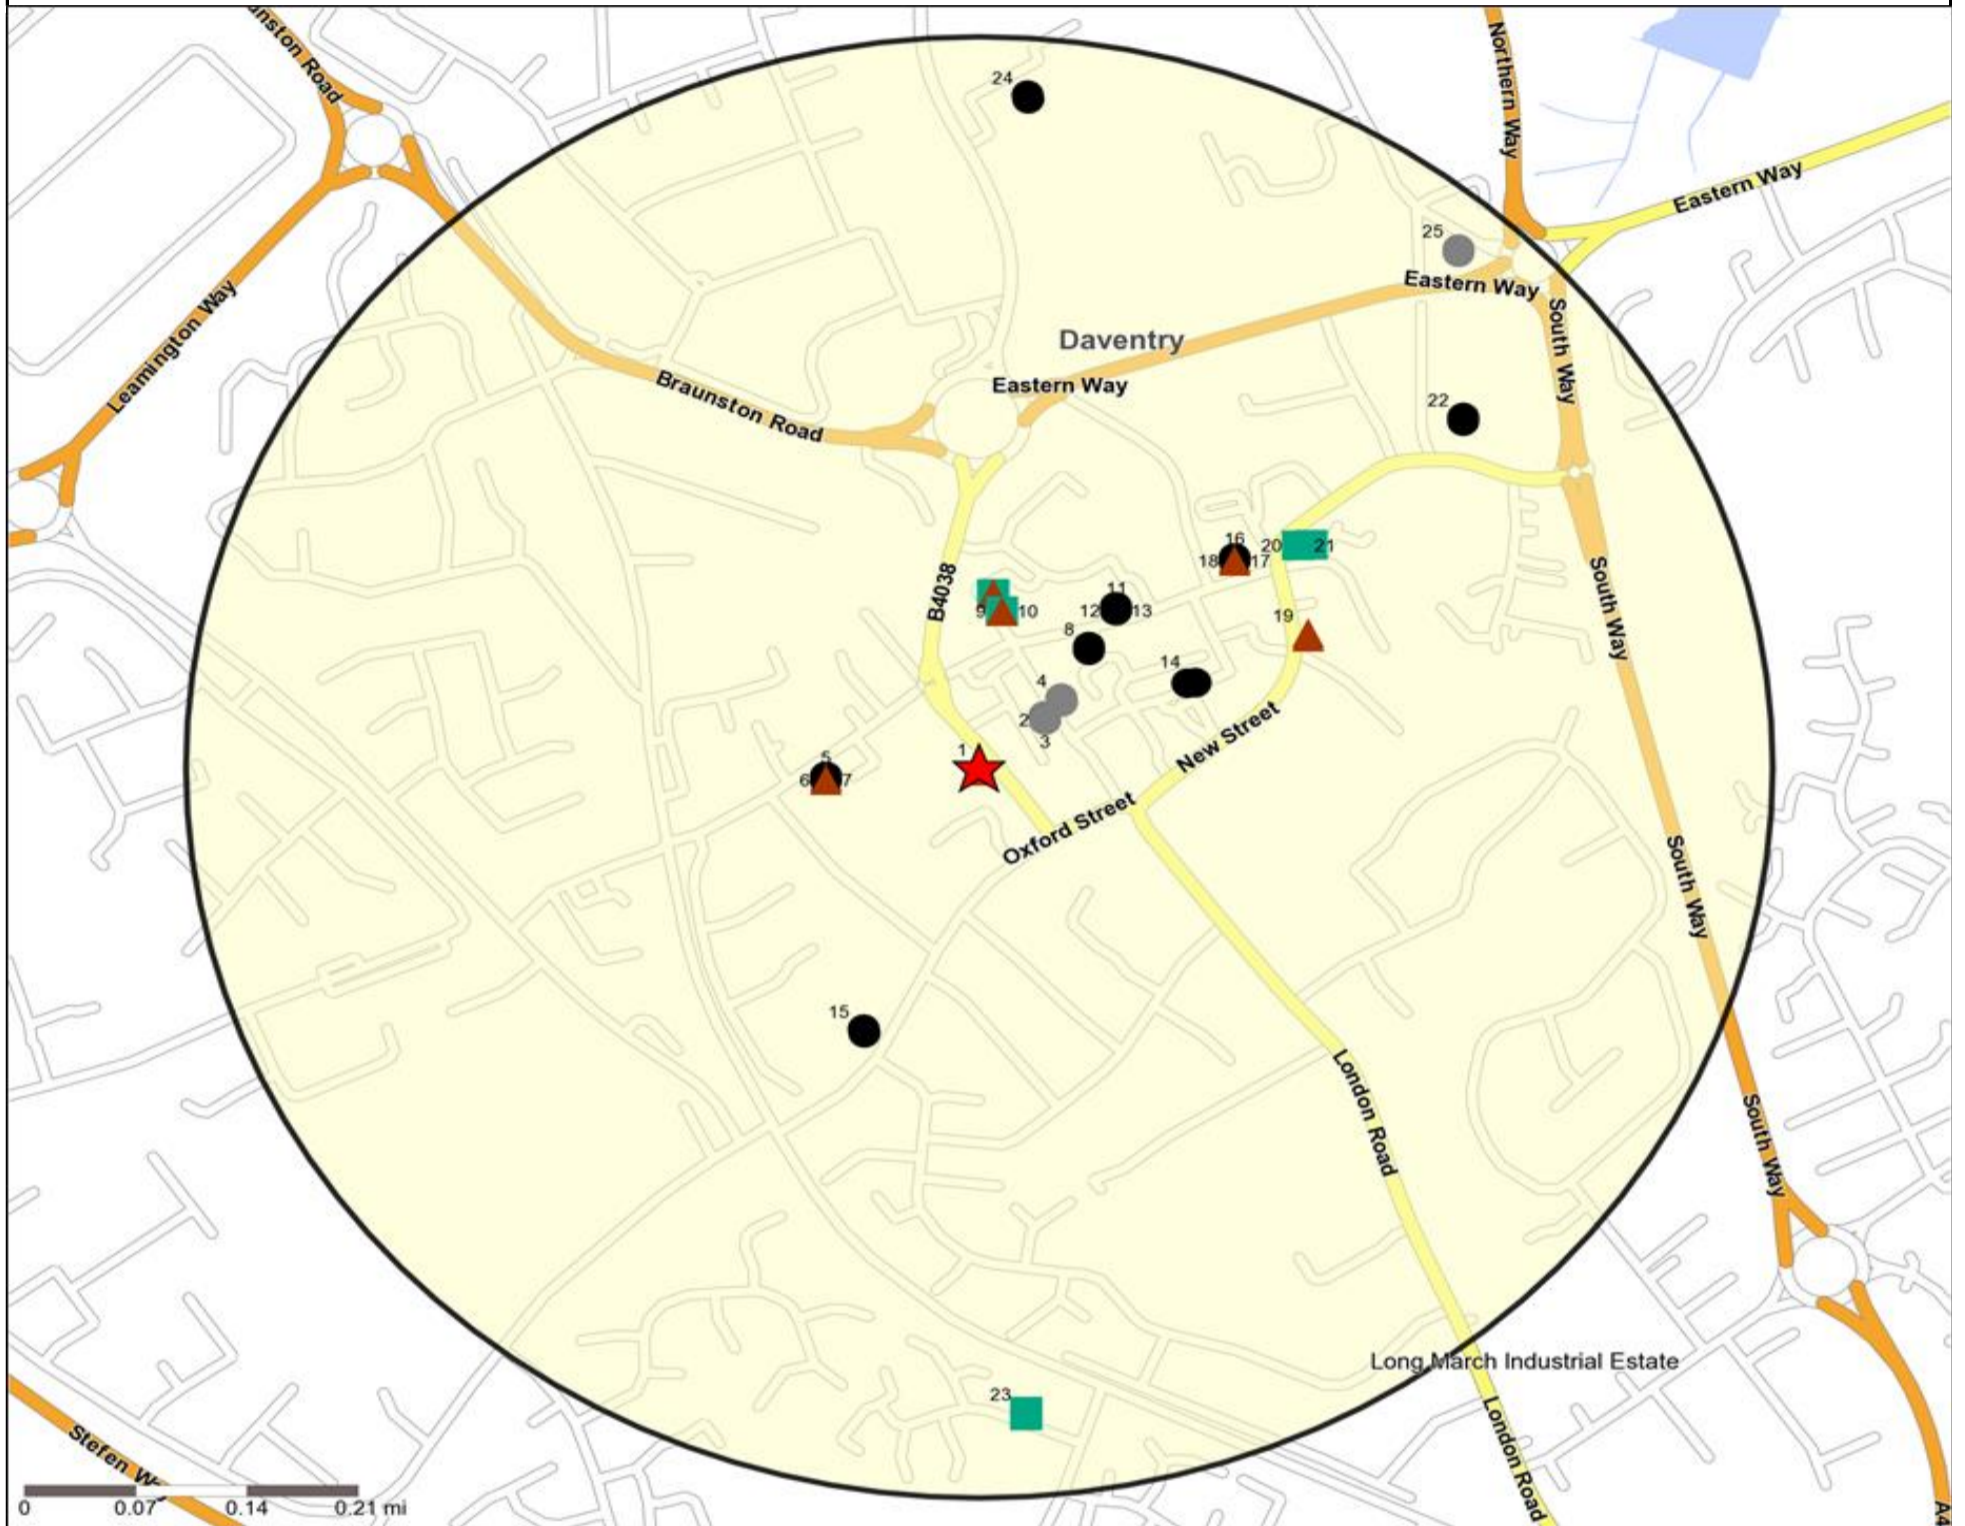 unston Road
Northern Way
24
Eastern Way
25
Eastern Way
Leamington Way
South Way
Daventry
Eastern Way
Braunston Road
22
16
18
17
20
21
B4038
South Way
11
9
10
12
13
19
8
14
4
2
3
New Street
1
5
6
7
Oxford Street
South Way
15
London Road
South Way
Long March Industrial Estate
23
London Road
Stefen Way
0
0.07
0.14
0.21 mi
A4